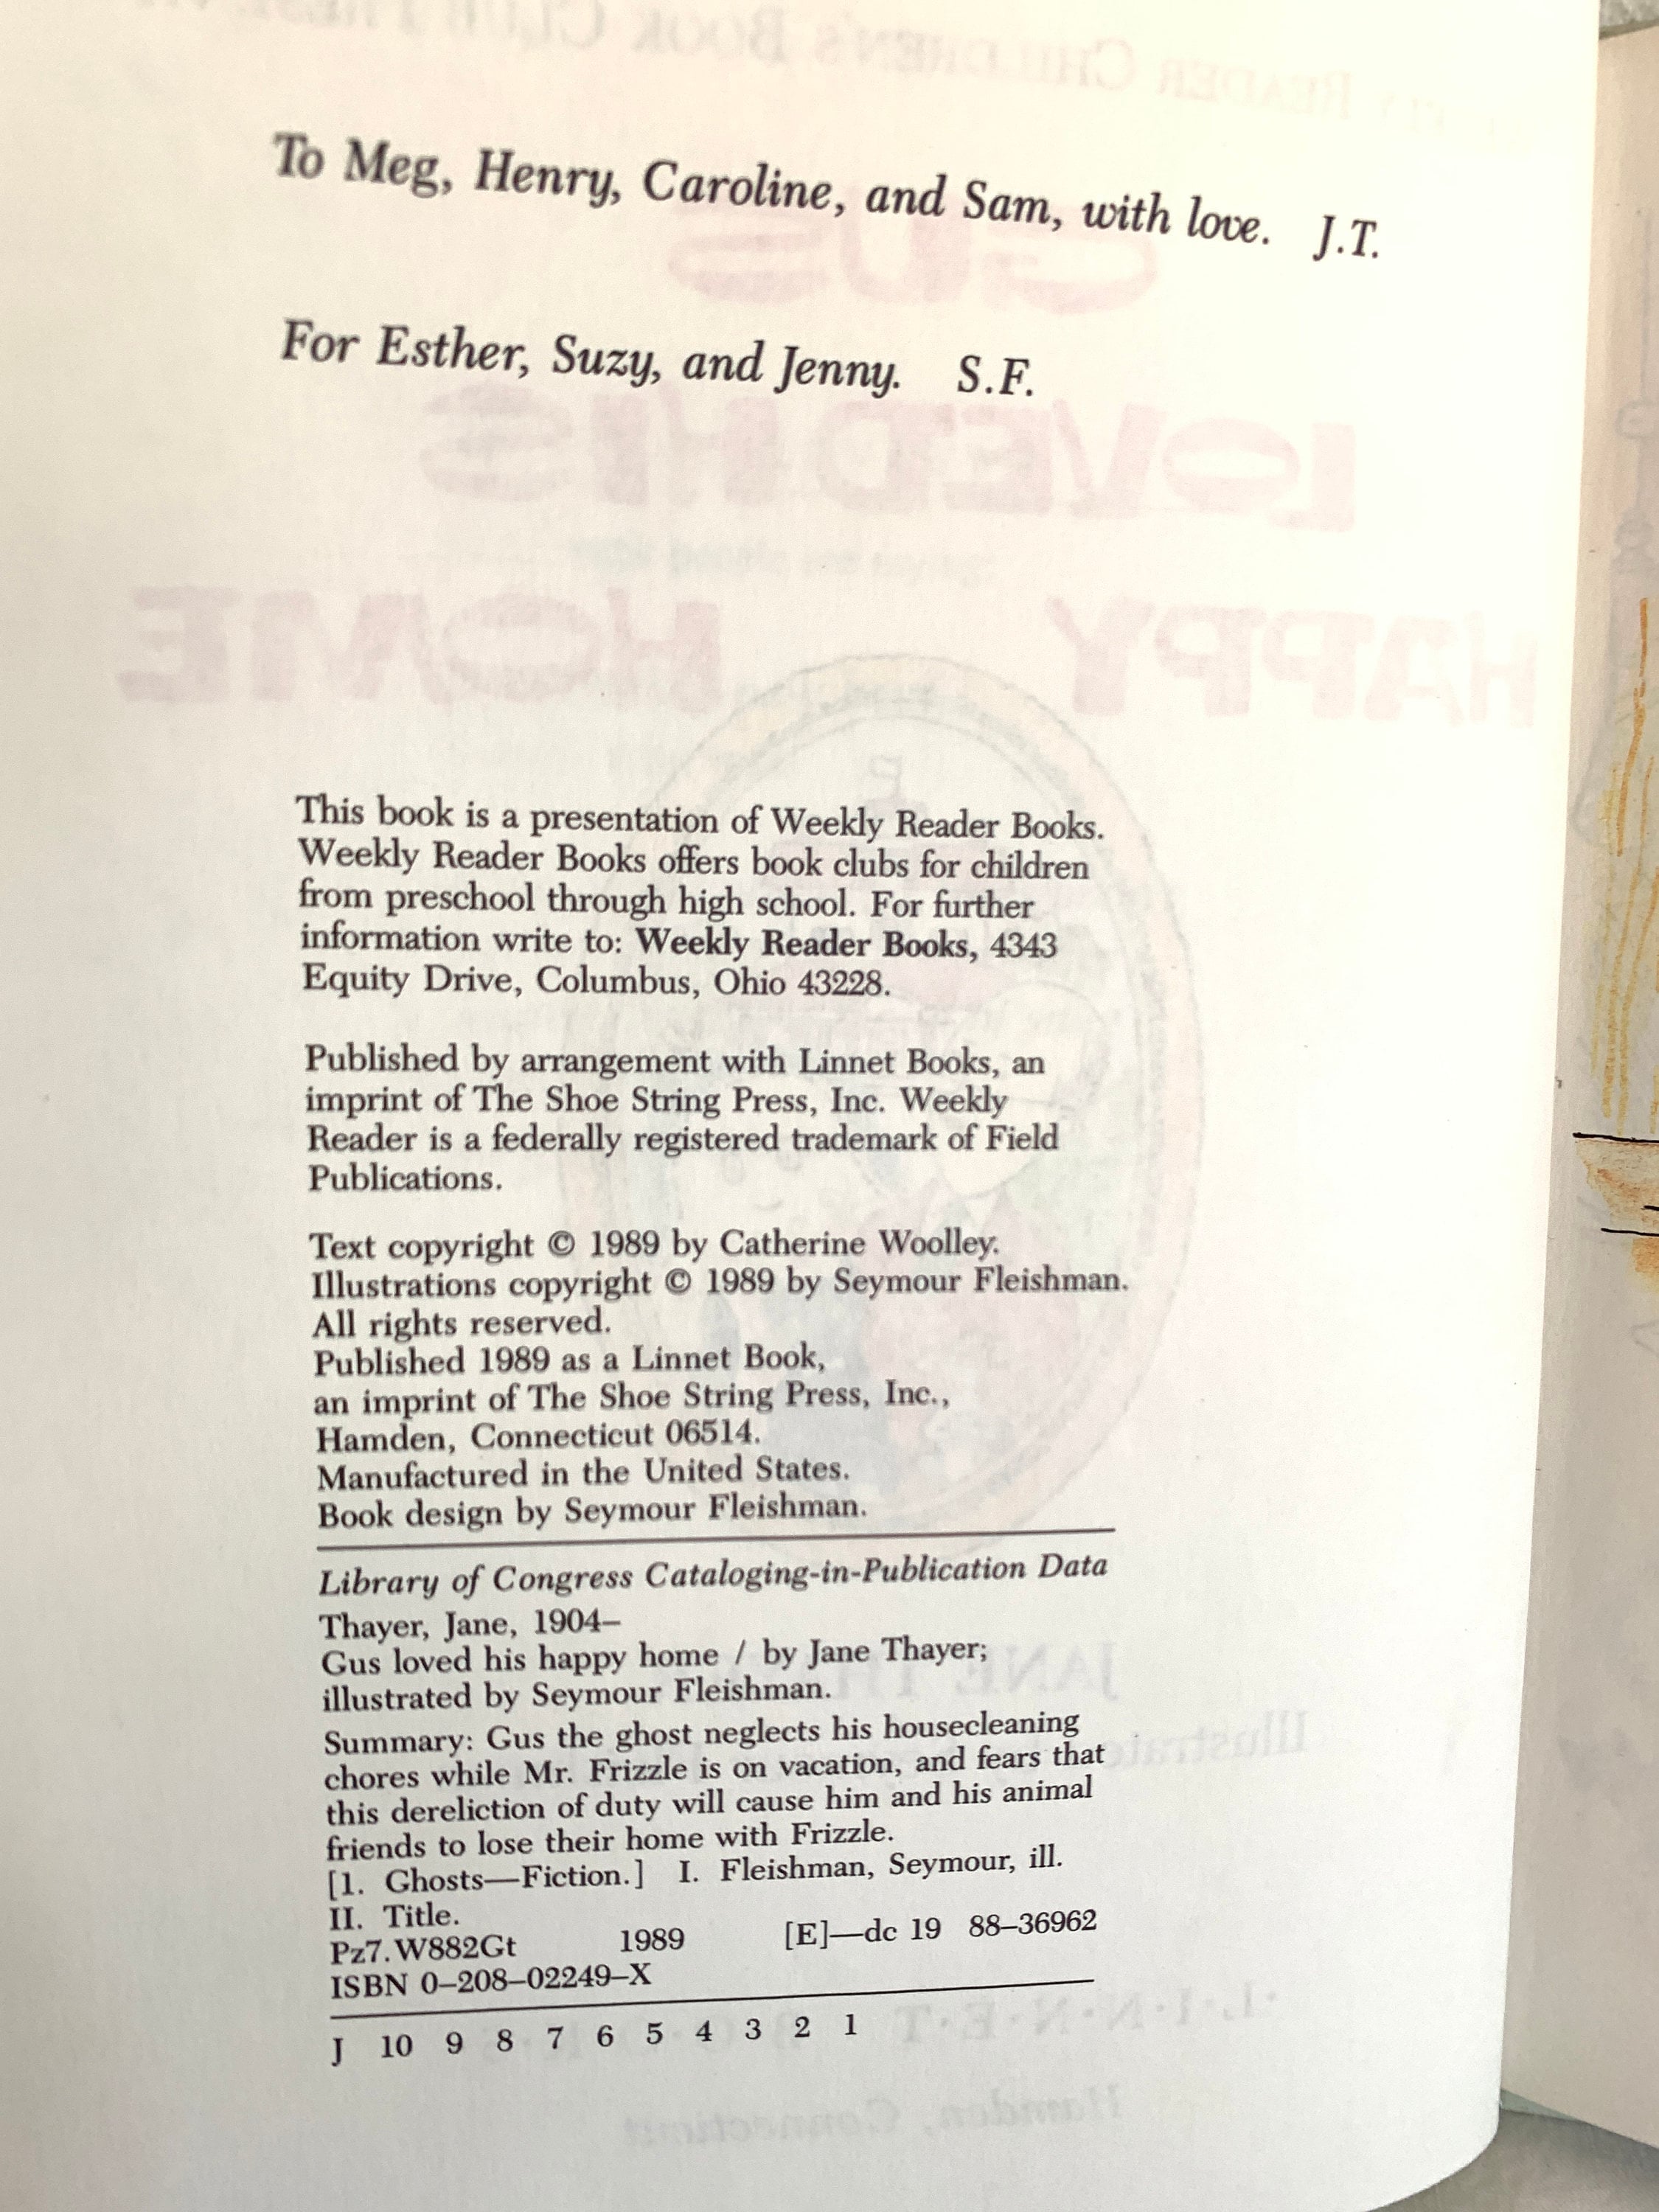 To Meg, Henry, Caroline, and Sam, with love. J.T.
For Esther, Suzy, and Jenny. S.F.
This book is a presentation of Weekly Reader Books.
Weekly Reader Books offers book clubs for children
from preschool through high school. For further
information write to: Weekly Reader Books, 4343
Equity Drive, Columbus, Ohio 43228.
Published by arrangement with Linnet Books, an
imprint of The Shoe String Press, Inc. Weekly
Reader is a federally registered trademark of Field
Publications.
Text copyright © 1989 by Catherine Woolley.
Illustrations copyright © 1989 by Seymour Fleishman.
All rights reserved.
Published 1989 as a Linnet Book,
an imprint of The Shoe String Press, Inc.,
Hamden, Connecticut 06514.
Manufactured in the United States.
Book design by Seymour Fleishman.
Library of Congress Cataloging-in-Publication Data
Thayer, Jane, 1904–
Gus loved his happy home / by Jane Thayer;
illustrated by Seymour Fleishman.
Summary: Gus the ghost neglects his housecleaning
chores while Mr. Frizzle is on vacation, and fears that
this dereliction of duty will cause him and his animal
friends to lose their home with Frizzle.
[1. Ghosts—Fiction.] I. Fleishman, Seymour, ill.
II. Title.
Pz7.W882Gt 1989 [E]—dc 19 88–36962
ISBN 0–208–02249–X
J 10 9 8 7 6 5 4 3 2 1